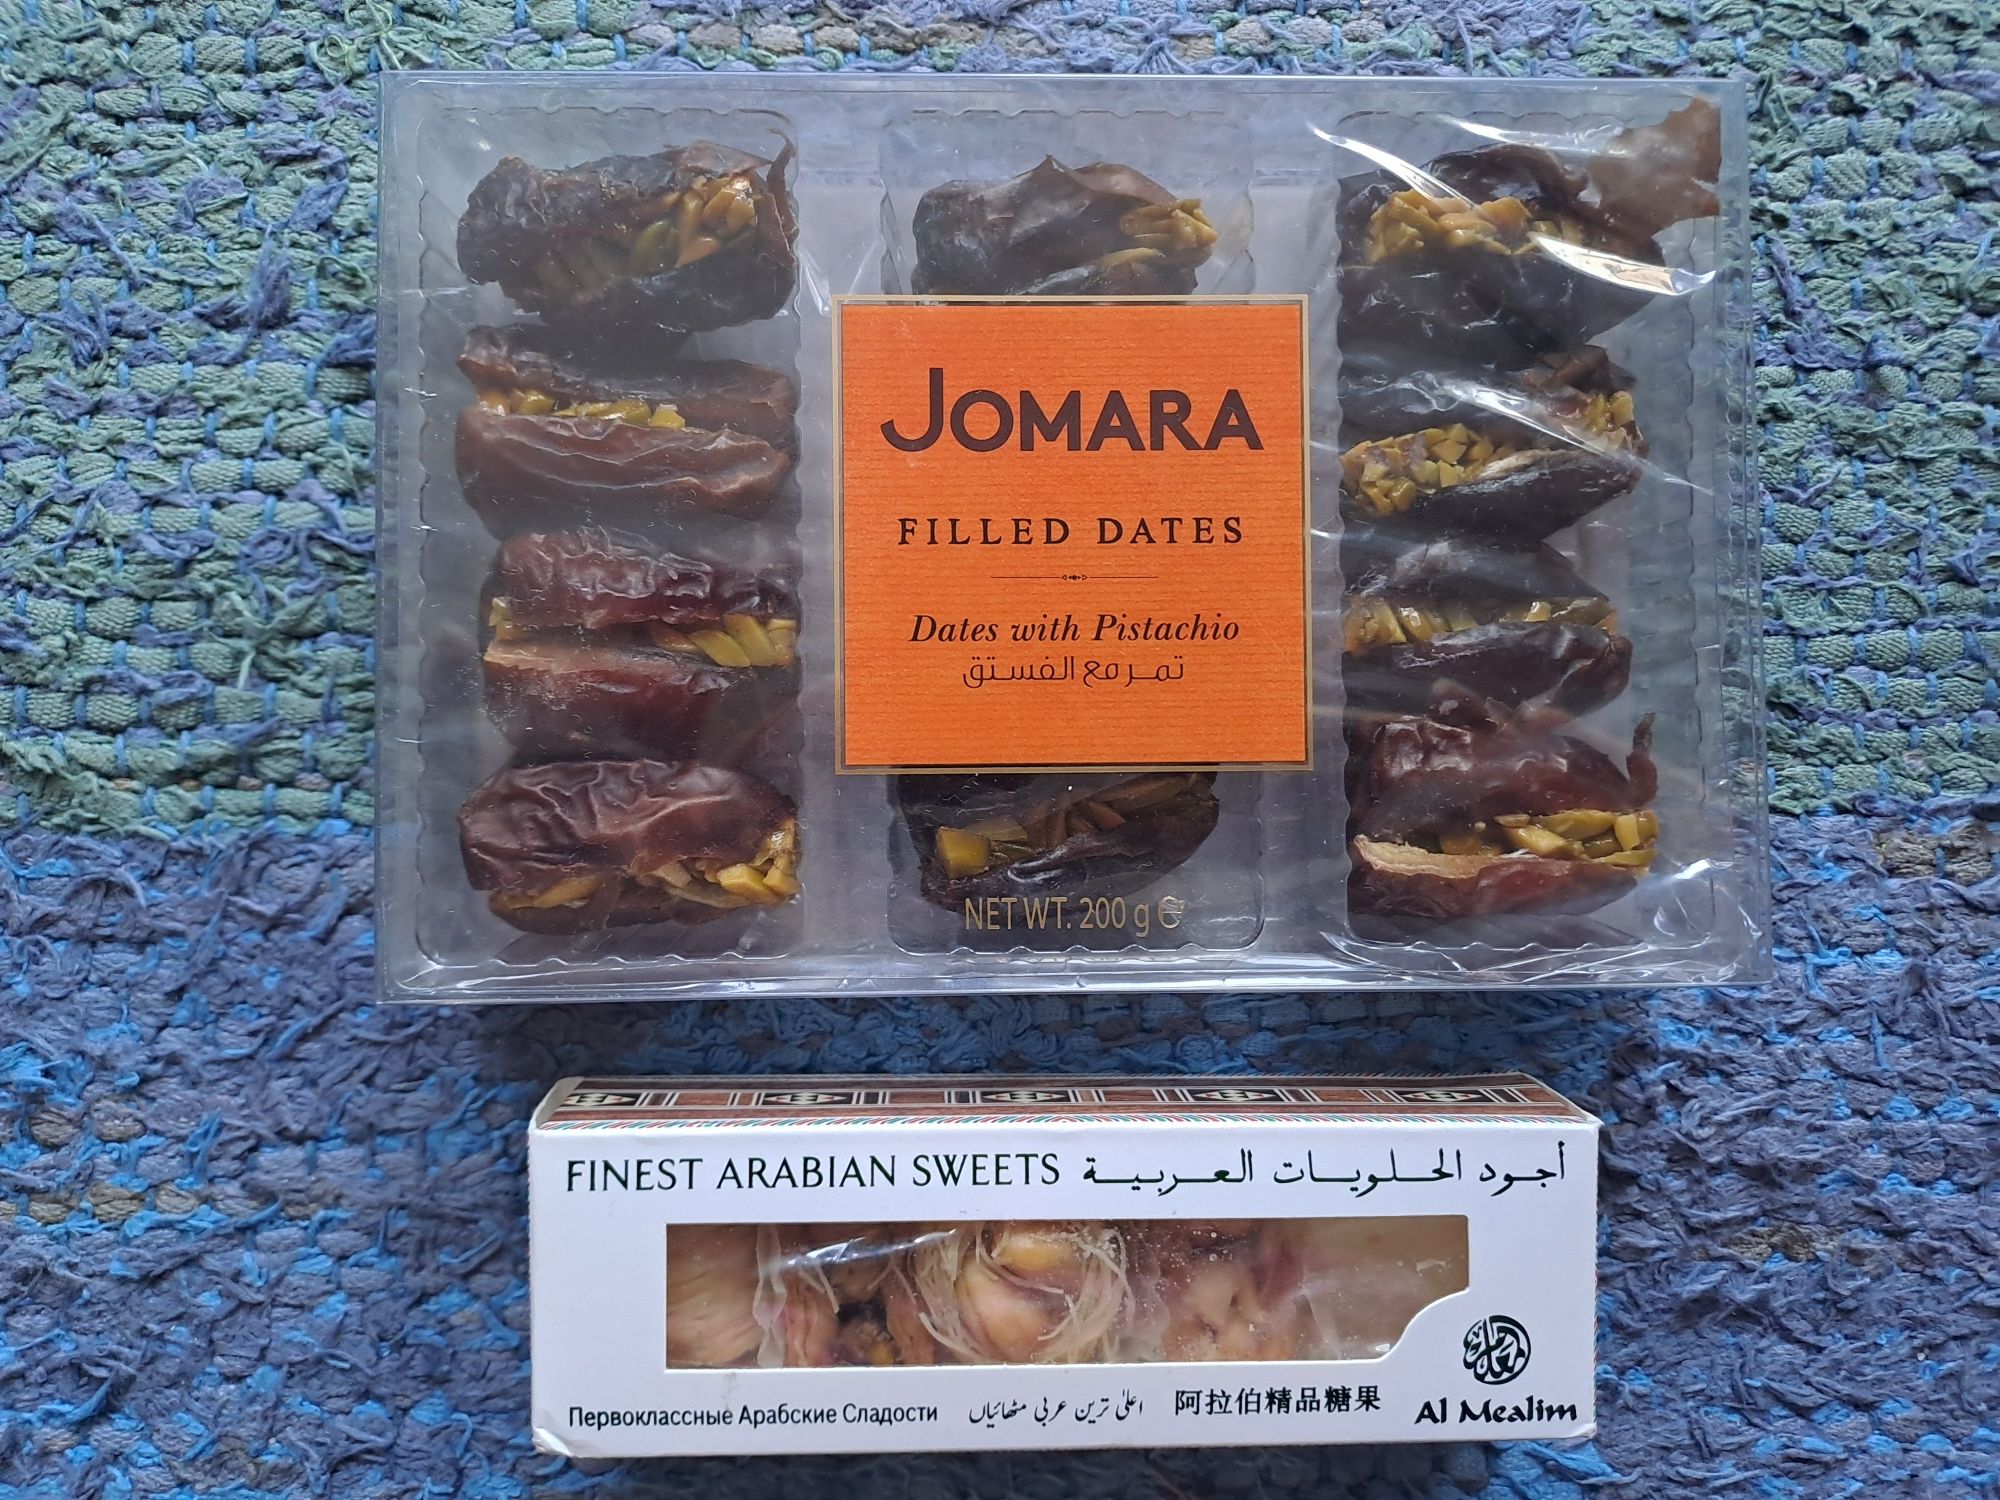 JOMARA
FILLED DATES
Dates with Pistachio
تمر مع الفستق
NET WT. 200 g ℮
FINEST ARABIAN SWEETS أجود الحلويات العربية
Первоклассные Арабские Сладости اعلیٰ ترین عربی مٹھائیاں 阿拉伯精品糖果
Al Mealim